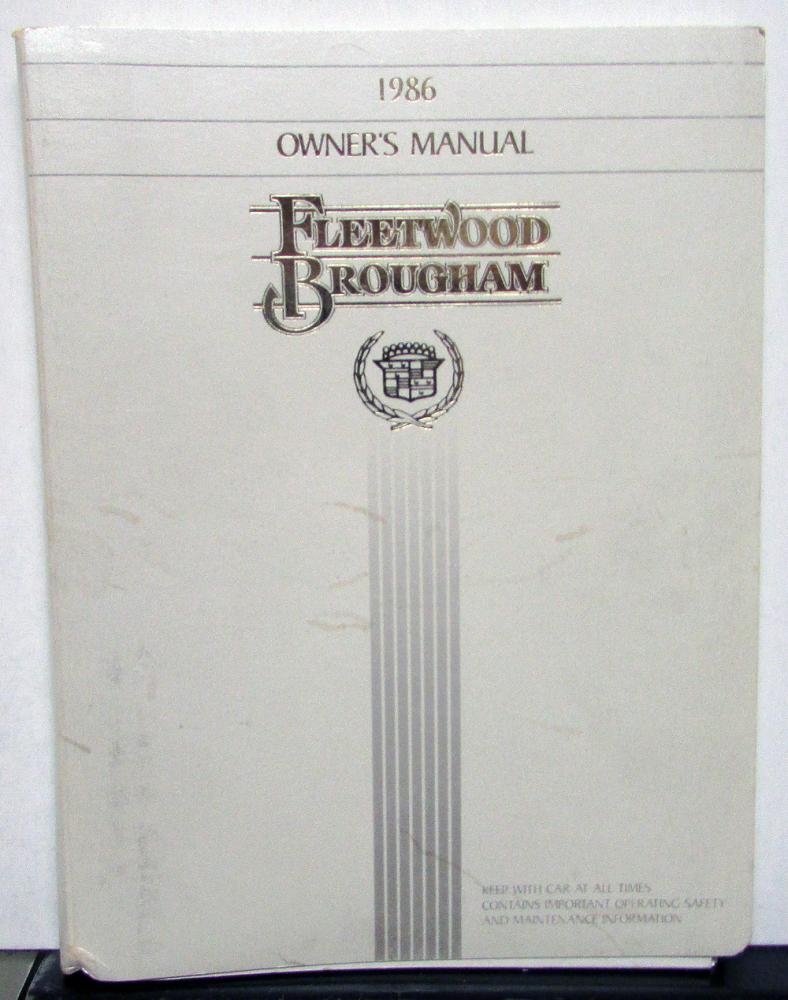 1986
OWNER'S MANUAL
FLEETWOOD
BROUGHAM
KEEP WITH CAR AT ALL TIMES
CONTAINS IMPORTANT OPERATING SAFETY
AND MAINTENANCE INFORMATION